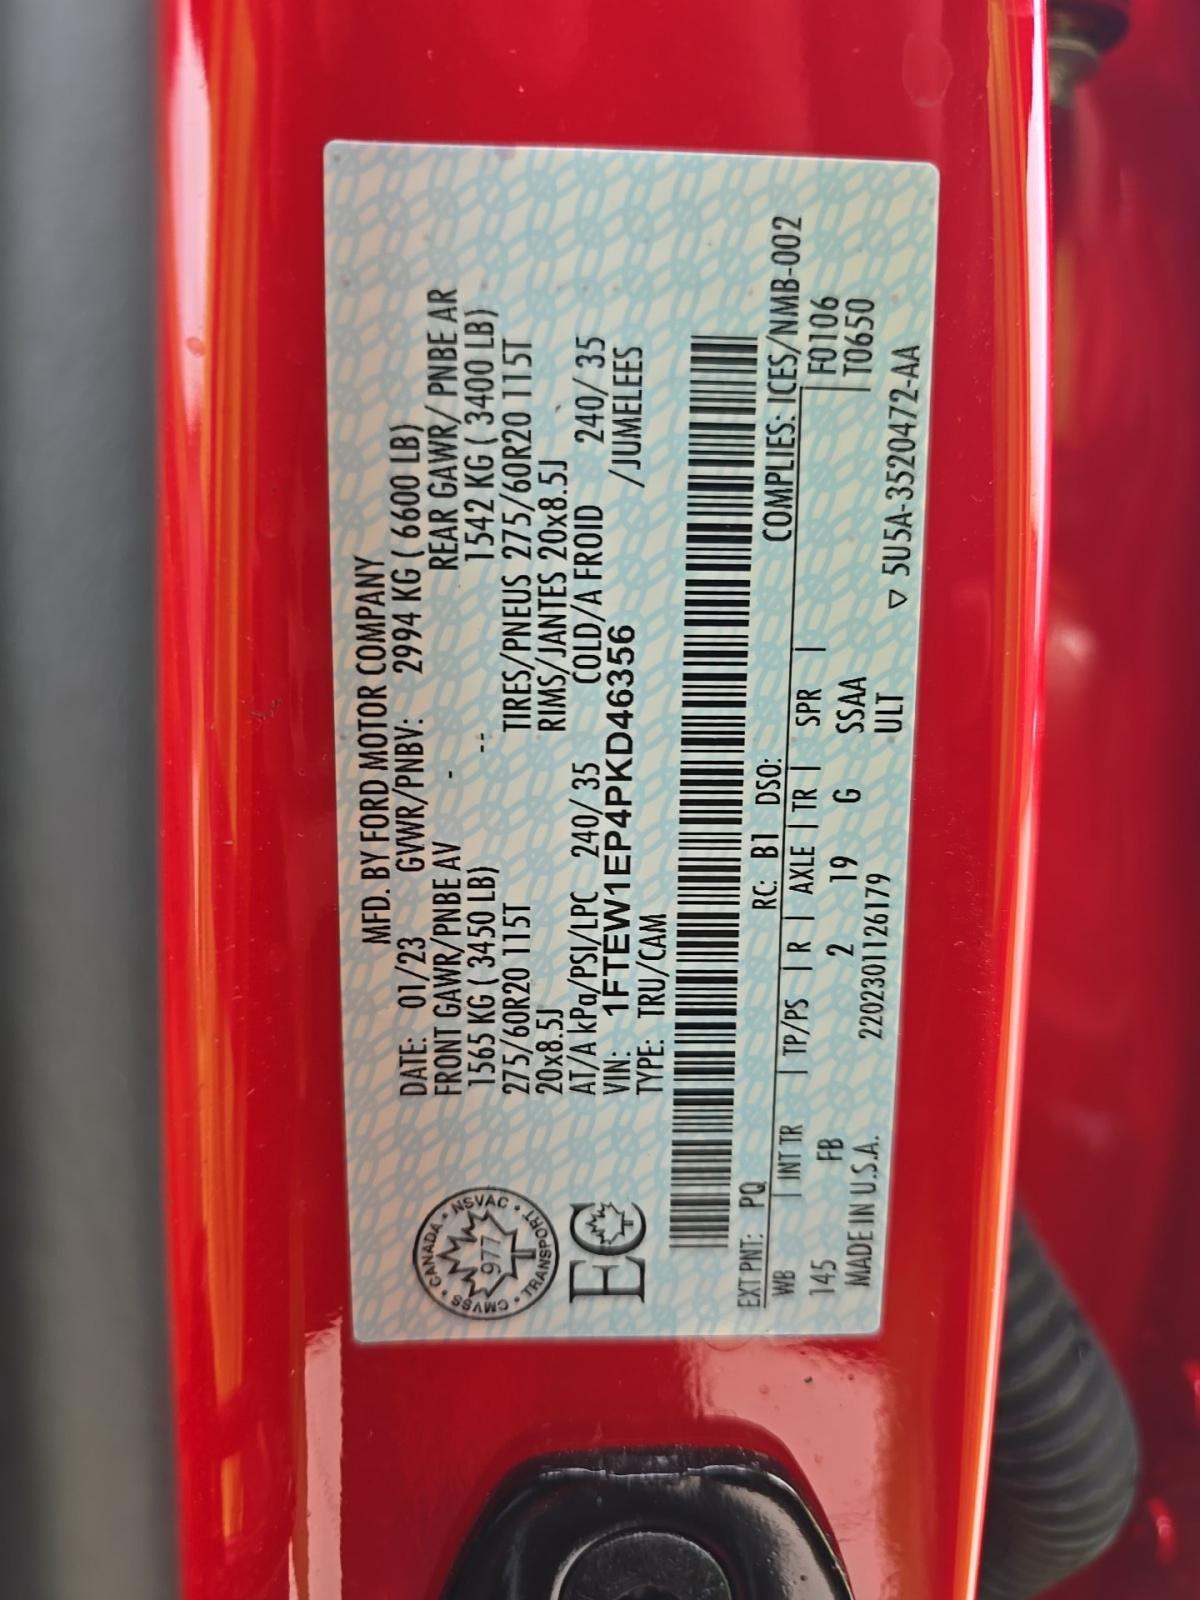 MFD. BY FORD MOTOR COMPANY
DATE: 01/23 GVWR/PNBV: 2994 KG ( 6600 LB)
FRONT GAWR/PNBE AV - REAR GAWR/ PNBE AR
1565 KG ( 3450 LB) -- 1542 KG ( 3400 LB)
275/60R20 115T TIRES/PNEUS 275/60R20 115T
20x8.5J RIMS/JANTES 20x8.5J
AT/A kPa/PSI/LPC 240/ 35 COLD/A FROID 240/ 35
VIN: 1FTEW1EP4PKD46356 /JUMELEES
TYPE: TRU/CAM
CANADA • NSVAC • TRANSPORT • CMVSS •
977
EC
RC: B1 DSO: COMPLIES: ICES/NMB-002
EXT PNT: PQ
WB | INT TR | TP/PS | R | AXLE | TR | SPR | F0106
145 FB 2 19 G SSAA T0650
MADE IN U.S.A. 2202301126179 ULT
▽ 5U5A-3520472-AA